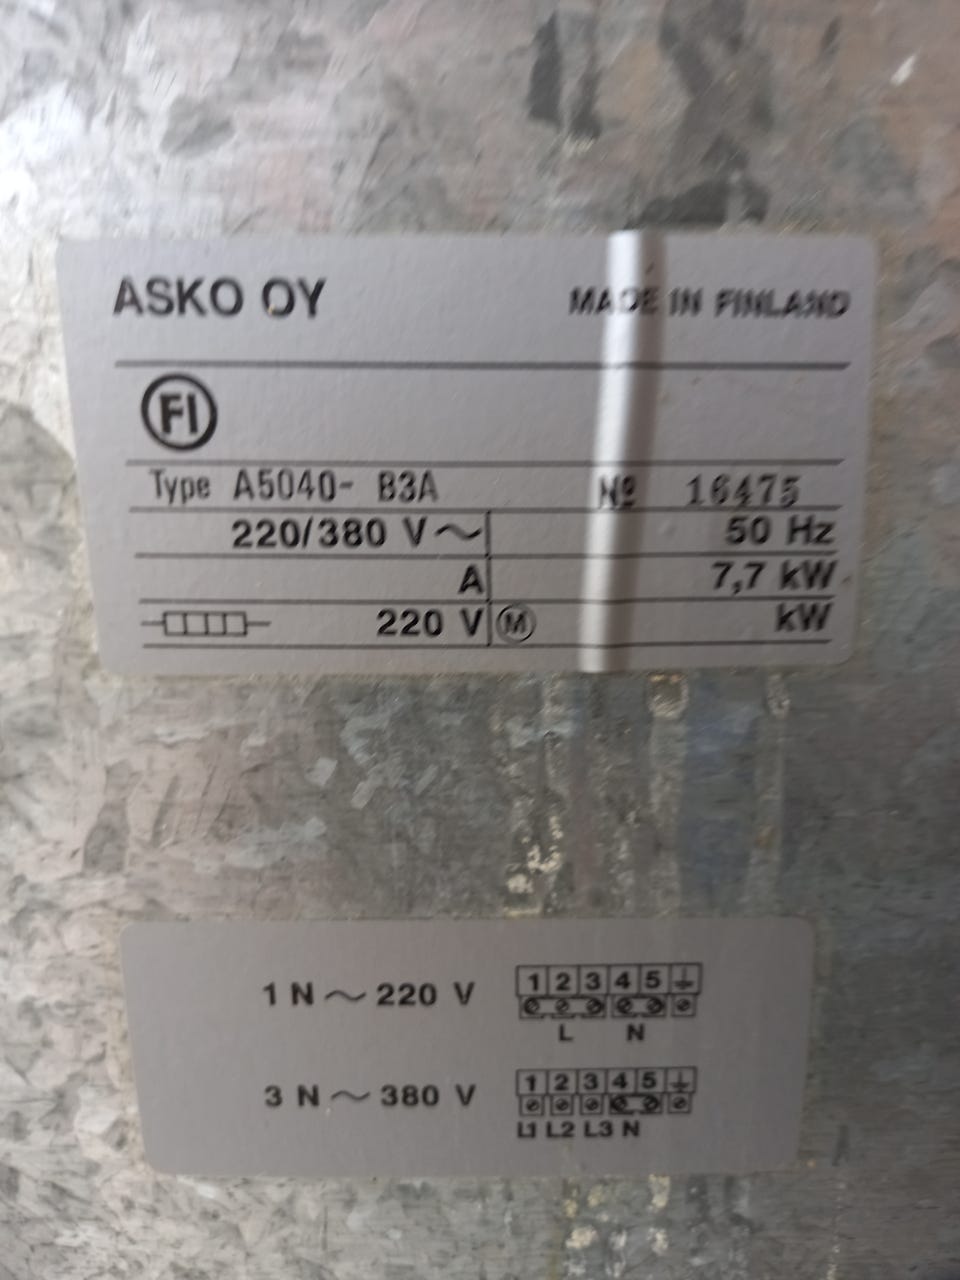 ASKO OY MADE IN FINLAND
FI
Type A5040- B3A Nº 16475
220/380 V ~ 50 Hz
A 7,7 kW
220 V M kW
1 N ~ 220 V 1 2 3 4 5
L N
3 N ~ 380 V 1 2 3 4 5
L1 L2 L3 N